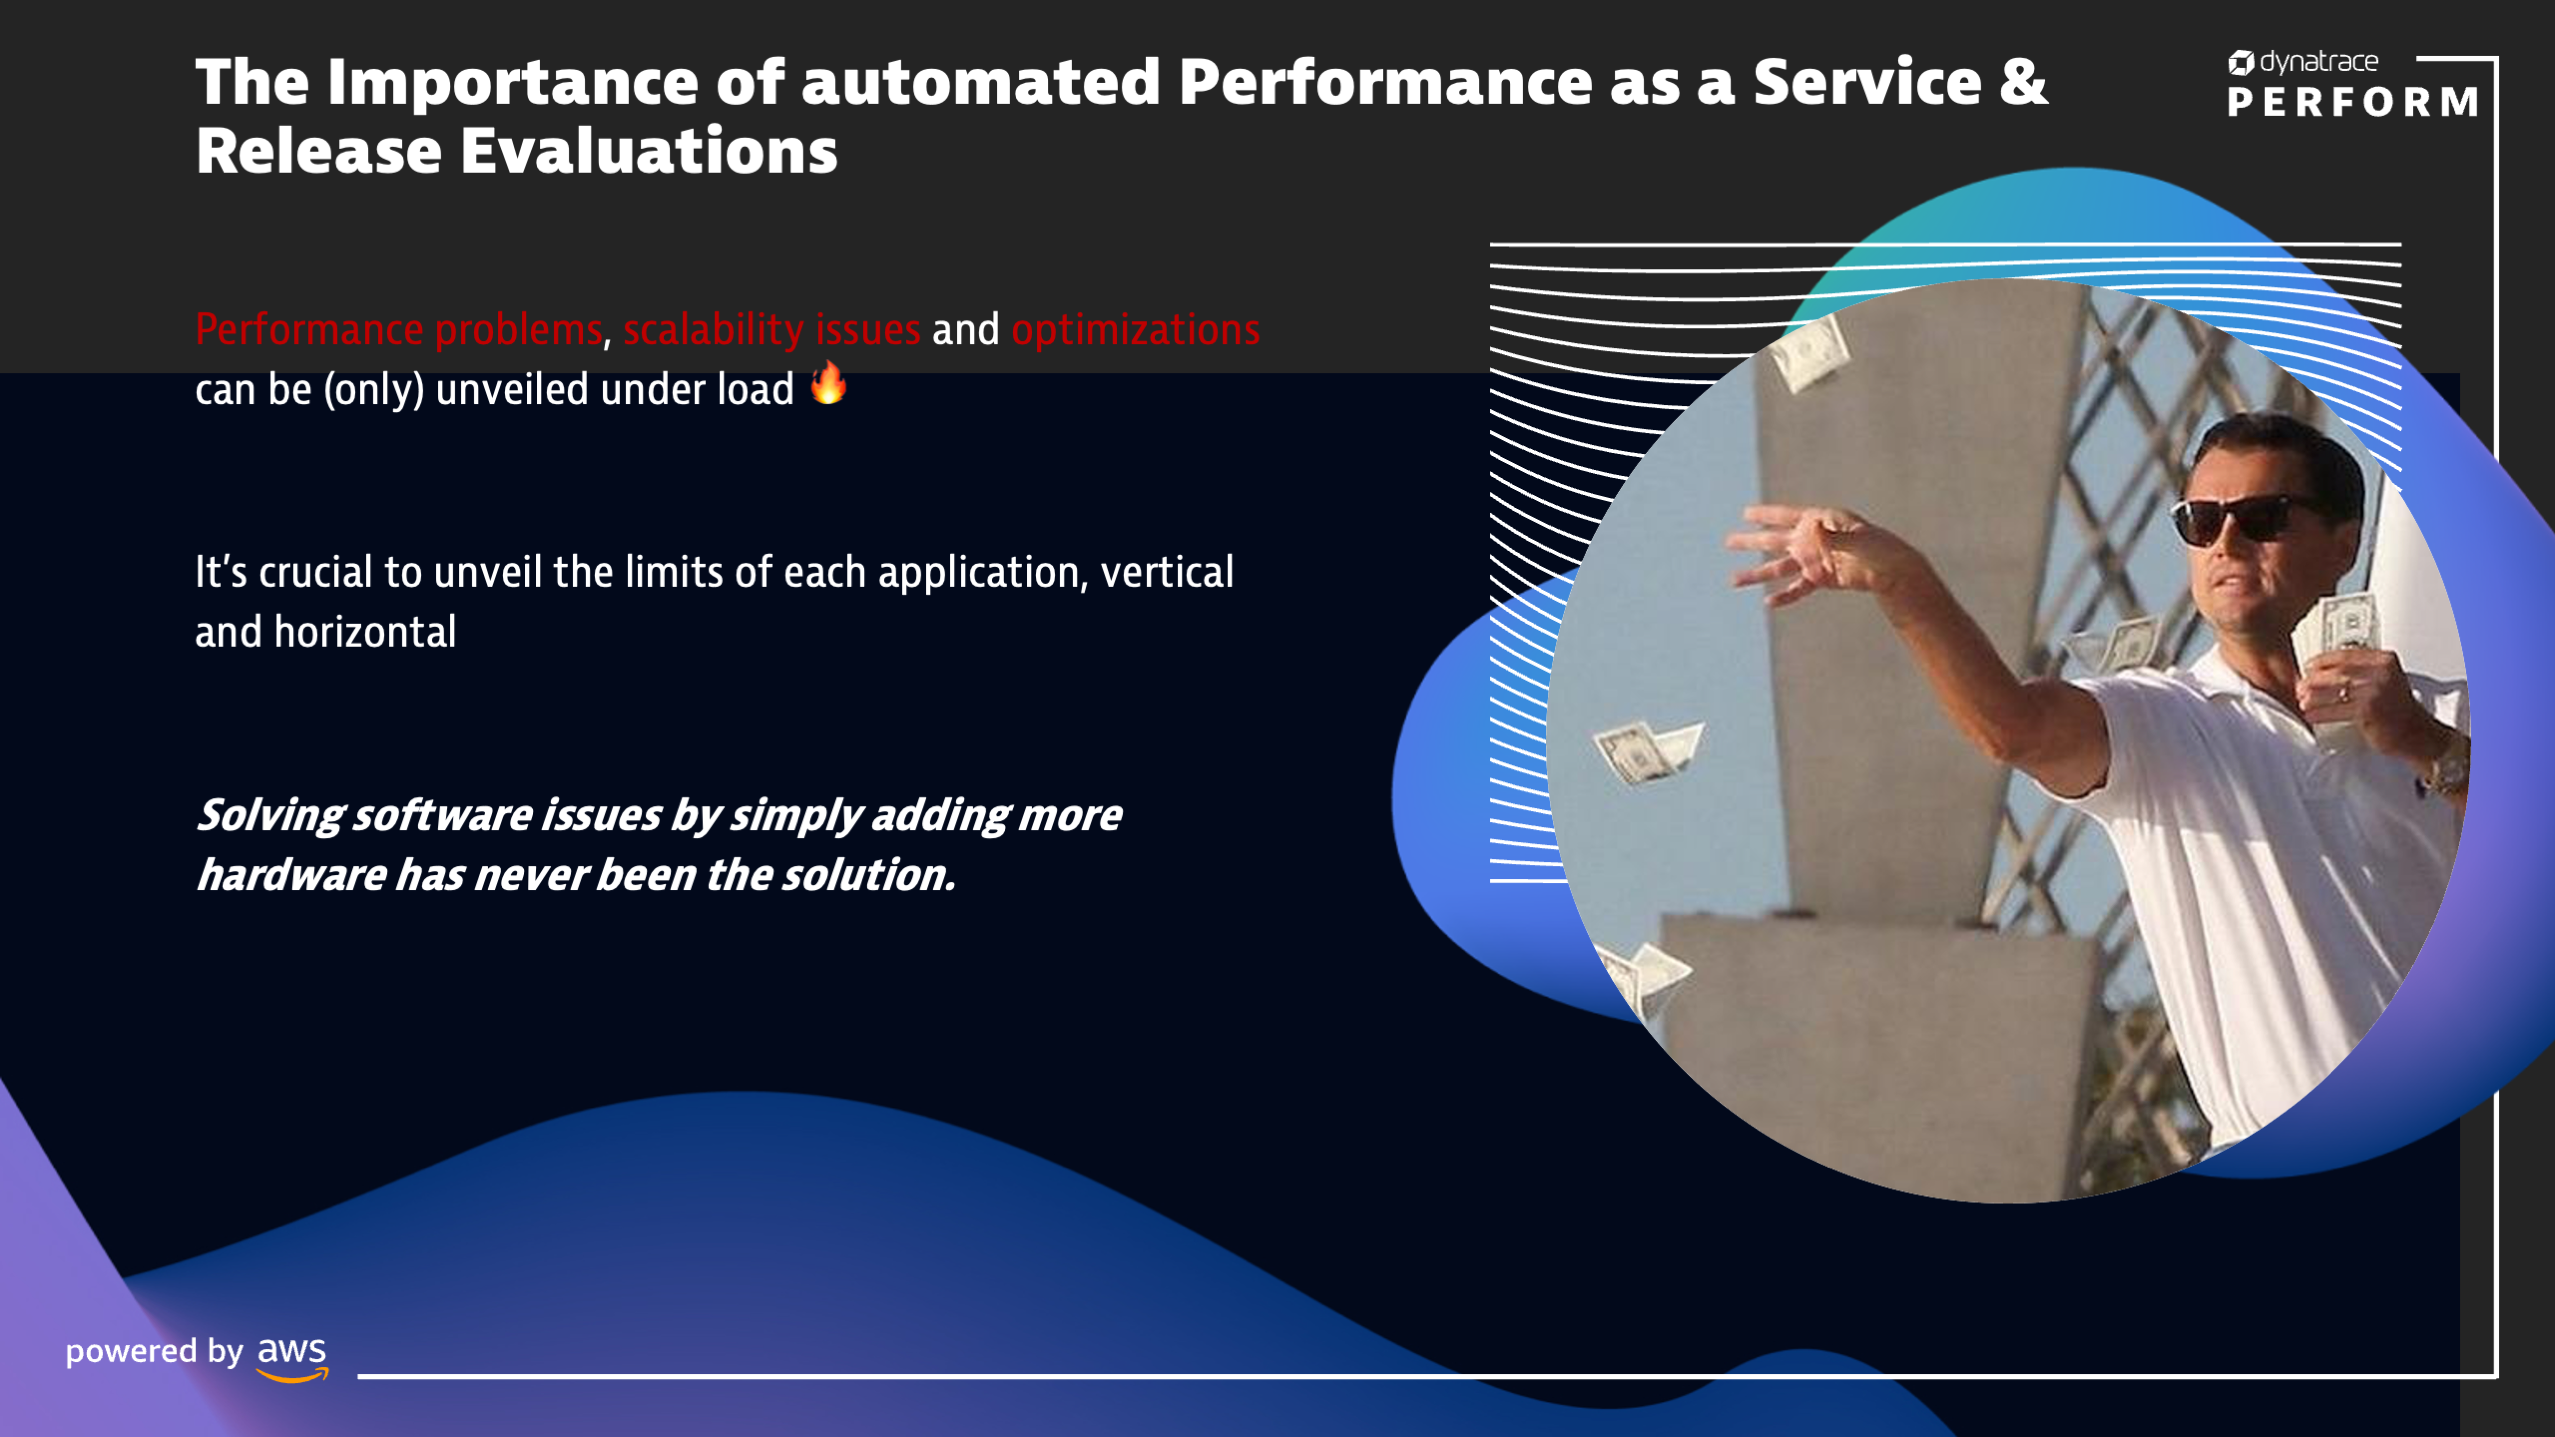 The Importance of automated Performance as a Service &
Release Evaluations
dynatrace
PERFORM
Performance problems, scalability issues and optimizations
can be (only) unveiled under load 🔥
It’s crucial to unveil the limits of each application, vertical
and horizontal
Solving software issues by simply adding more
hardware has never been the solution.
powered by aws